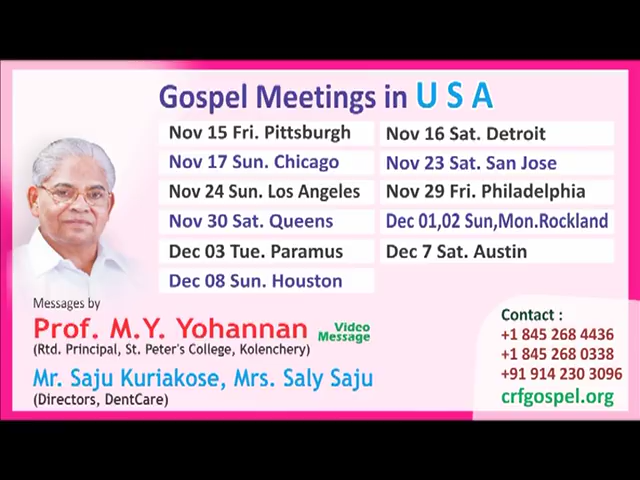 Gospel Meetings in U S A
Nov 15 Fri. Pittsburgh
Nov 16 Sat. Detroit
Nov 17 Sun. Chicago
Nov 23 Sat. San Jose
Nov 24 Sun. Los Angeles
Nov 29 Fri. Philadelphia
Nov 30 Sat. Queens
Dec 01,02 Sun,Mon.Rockland
Dec 03 Tue. Paramus
Dec 7 Sat. Austin
Dec 08 Sun. Houston
Messages by
Prof. M.Y. Yohannan
Video
Message
(Rtd. Principal, St. Peter's College, Kolenchery)
Mr. Saju Kuriakose, Mrs. Saly Saju
(Directors, DentCare)
Contact :
+1 845 268 4436
+1 845 268 0338
+91 914 230 3096
crfgospel.org